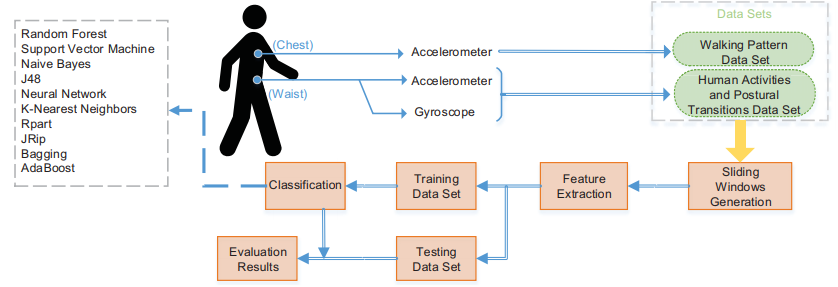 Random Forest
Support Vector Machine
Naive Bayes
J48
Neural Network
K-Nearest Neighbors
Rpart
JRip
Bagging
AdaBoost
(Chest)
(Waist)
Accelerometer
Accelerometer
Gyroscope
Data Sets
Walking Pattern
Data Set
Human Activities
and Postural
Transitions Data Set
Sliding
Windows
Generation
Feature
Extraction
Training
Data Set
Classification
Testing
Data Set
Evaluation
Results